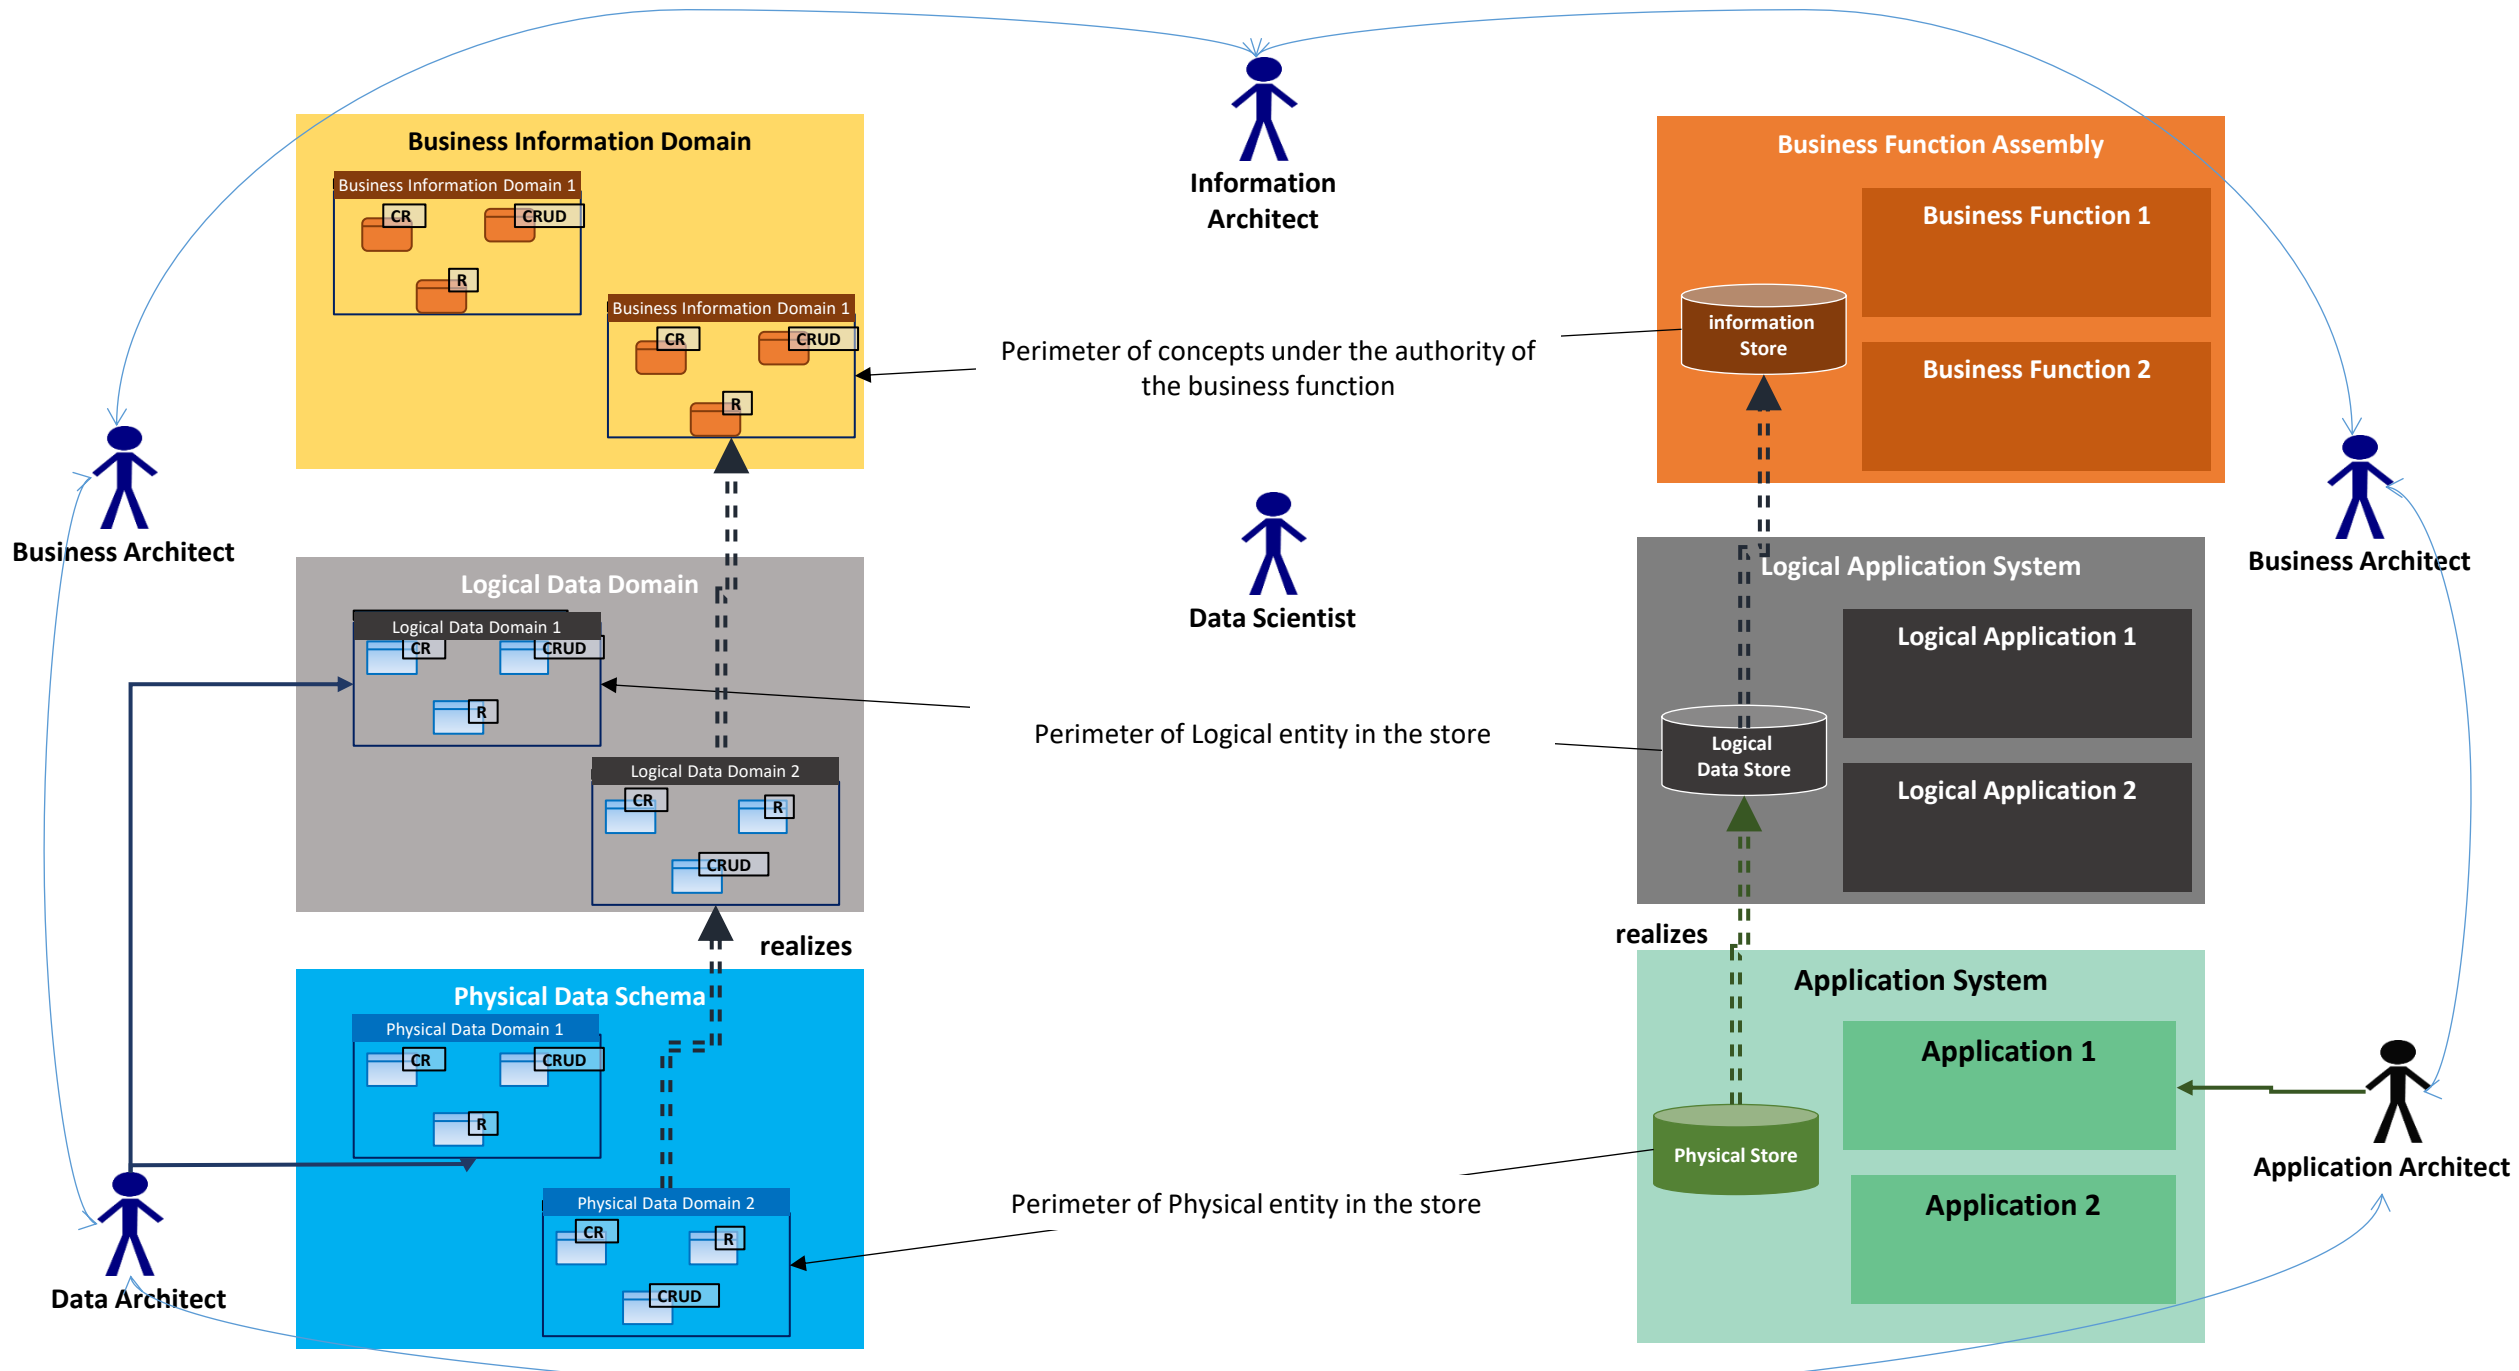 Information
Architect
Business Information Domain
Business Information Domain 1
CR
CRUD
R
Business Information Domain 1
CR
CRUD
R
Perimeter of concepts under the authority of
the business function
Business Function Assembly
Business Function 1
Business Function 2
information
Store
Business Architect
Data Scientist
Business Architect
Logical Data Domain
Logical Data Domain 1
CR
CRUD
R
Logical Data Domain 2
CR
R
CRUD
Perimeter of Logical entity in the store
Logical Application System
Logical Application 1
Logical Application 2
Logical
Data Store
realizes
realizes
Physical Data Schema
Physical Data Domain 1
CR
CRUD
R
Physical Data Domain 2
CR
R
CRUD
Perimeter of Physical entity in the store
Application System
Application 1
Application 2
Physical Store
Data Architect
Application Architect